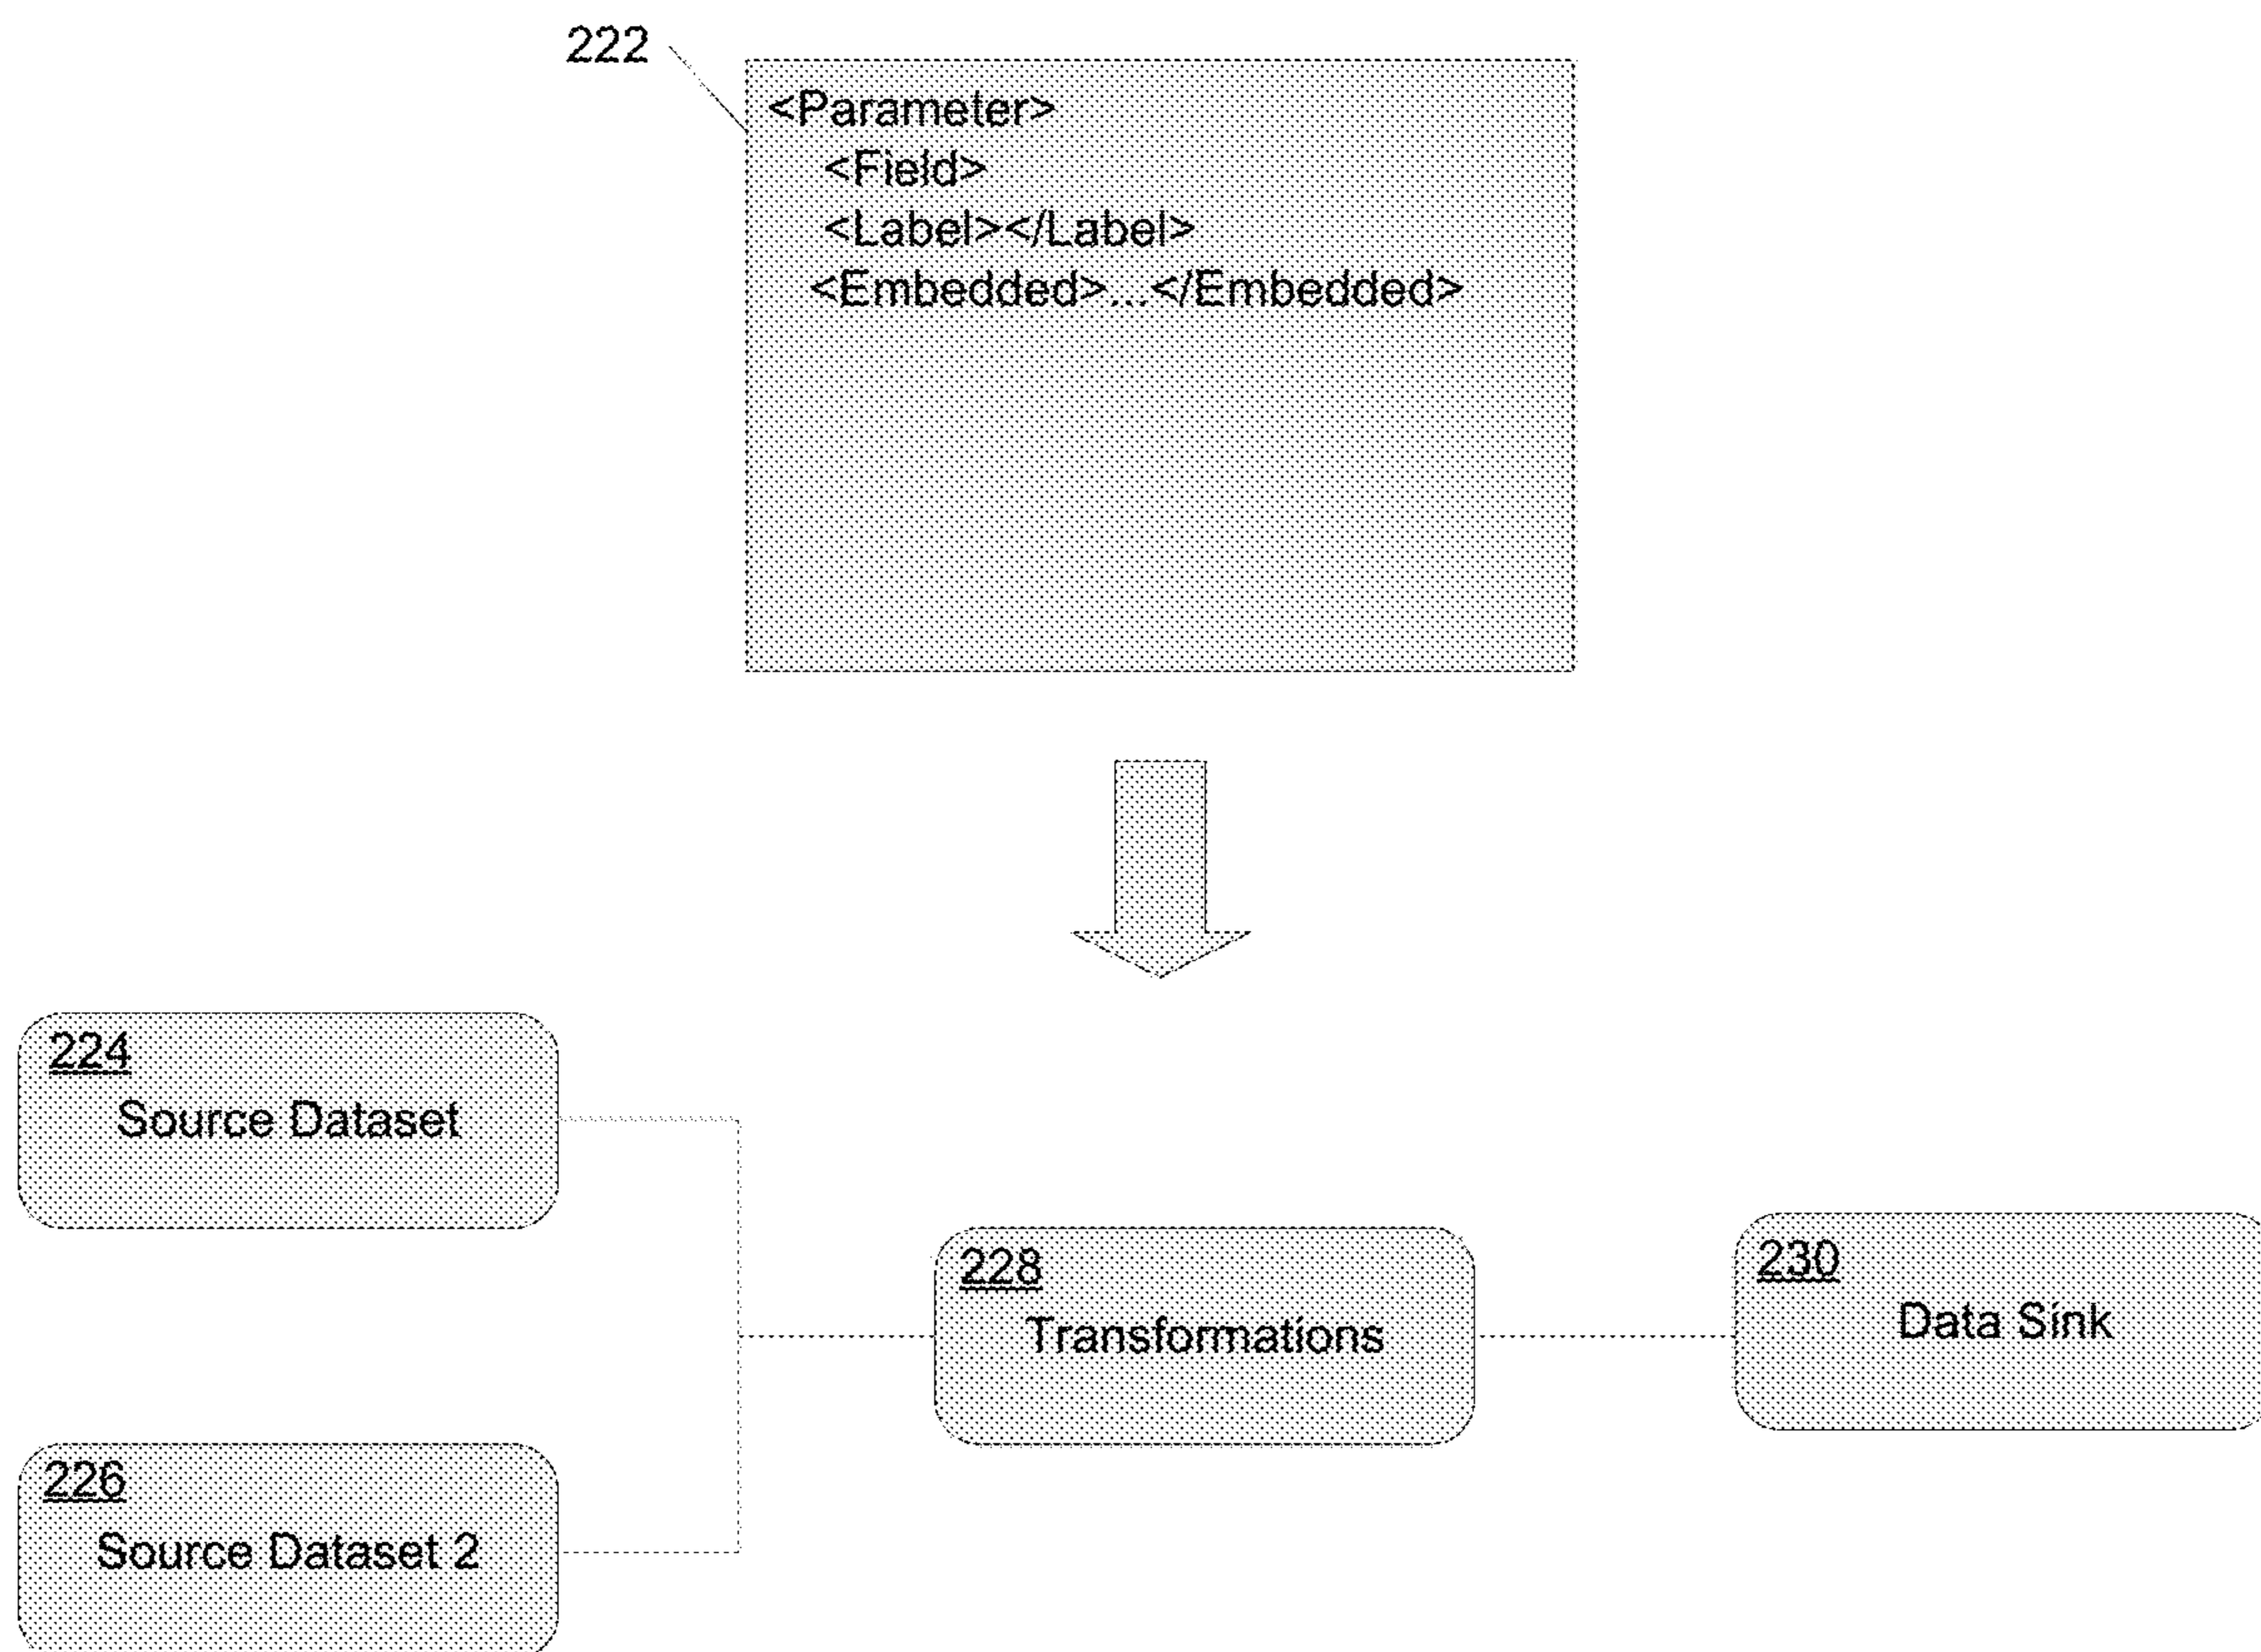 222
<Parameter>
<Field>
<Label></Label>
<Embedded>...</Embedded>
224
Source Dataset
226
Source Dataset 2
228
Transformations
230
Data Sink